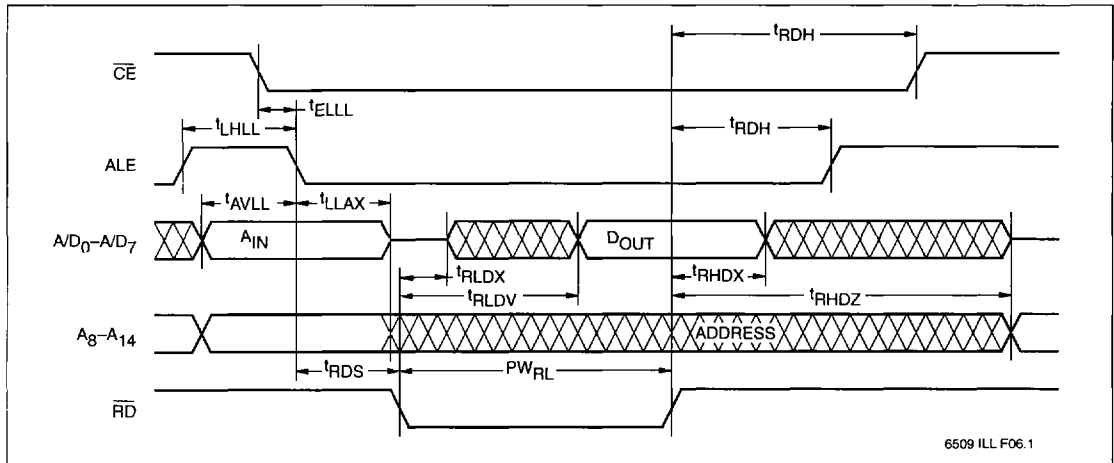 tRDH
CE
tELLL
tLHLL
tRDH
ALE
tAVLL tLLAX
A/D0–A/D7 AIN DOUT
tRLDX tRHDX
tRLDV tRHDZ
A8–A14 ADDRESS
tRDS PWRL
RD
6509 ILL F06.1